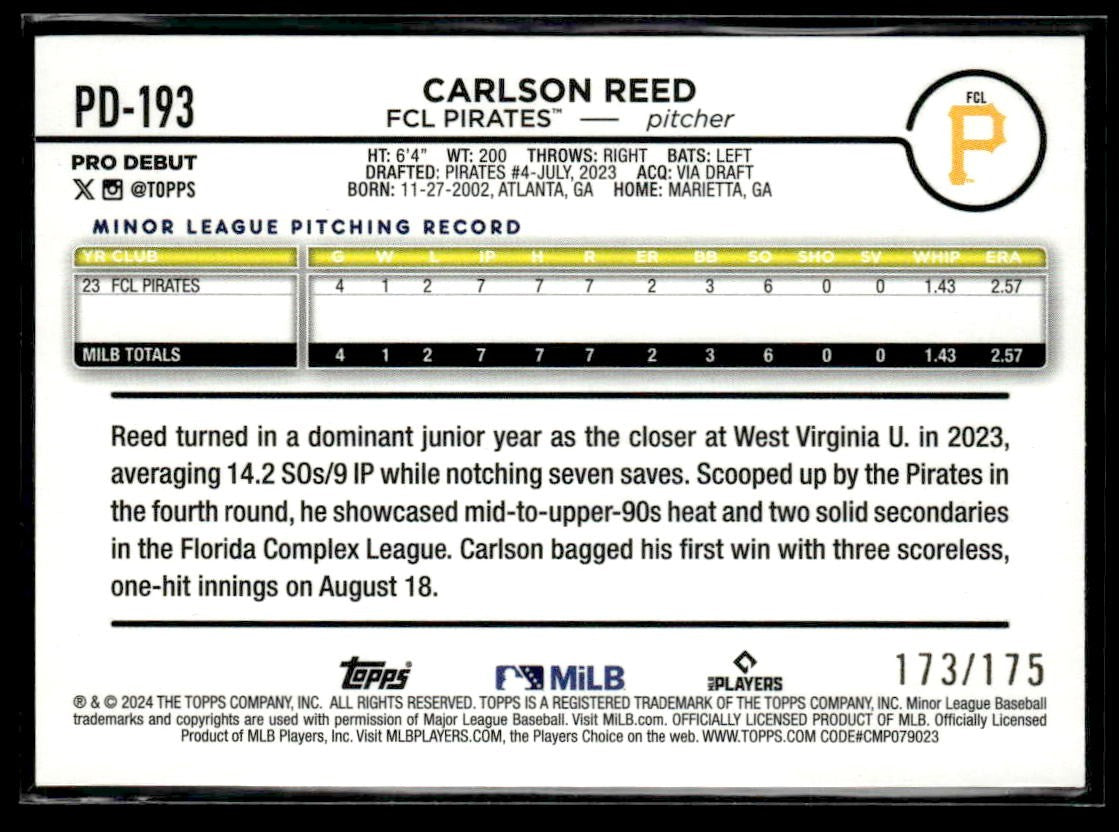 PD-193
CARLSON REED
FCL PIRATES™ — pitcher
FCL
P
PRO DEBUT
@TOPPS
HT: 6'4" WT: 200 THROWS: RIGHT BATS: LEFT
DRAFTED: PIRATES #4-JULY, 2023 ACQ: VIA DRAFT
BORN: 11-27-2002, ATLANTA, GA HOME: MARIETTA, GA
MINOR LEAGUE PITCHING RECORD
YR CLUB G W L IP H R ER BB SO SHO SV WHIP ERA
23 FCL PIRATES 4 1 2 7 7 7 2 3 6 0 0 1.43 2.57
MILB TOTALS 4 1 2 7 7 7 2 3 6 0 0 1.43 2.57
Reed turned in a dominant junior year as the closer at West Virginia U. in 2023,
averaging 14.2 SOs/9 IP while notching seven saves. Scooped up by the Pirates in
the fourth round, he showcased mid-to-upper-90s heat and two solid secondaries
in the Florida Complex League. Carlson bagged his first win with three scoreless,
one-hit innings on August 18.
topps® MiLB MLB PLAYERS 173/175
® & © 2024 THE TOPPS COMPANY, INC. ALL RIGHTS RESERVED. TOPPS IS A REGISTERED TRADEMARK OF THE TOPPS COMPANY, INC. Minor League Baseball
trademarks and copyrights are used with permission of Major League Baseball. Visit MiLB.com. OFFICIALLY LICENSED PRODUCT OF MLB. Officially Licensed
Product of MLB Players, Inc. Visit MLBPLAYERS.COM, the Players Choice on the web. WWW.TOPPS.COM CODE#CMP079023